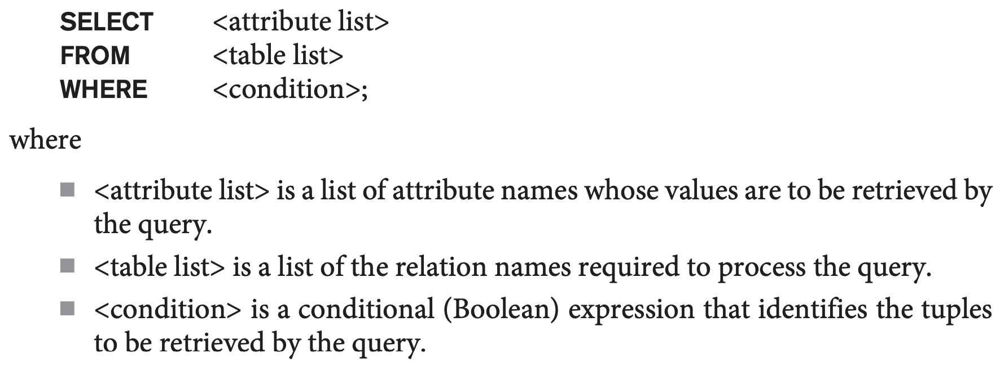 SELECT <attribute list>
FROM <table list>
WHERE <condition>;
where
■ <attribute list> is a list of attribute names whose values are to be retrieved by
the query.
■ <table list> is a list of the relation names required to process the query.
■ <condition> is a conditional (Boolean) expression that identifies the tuples
to be retrieved by the query.